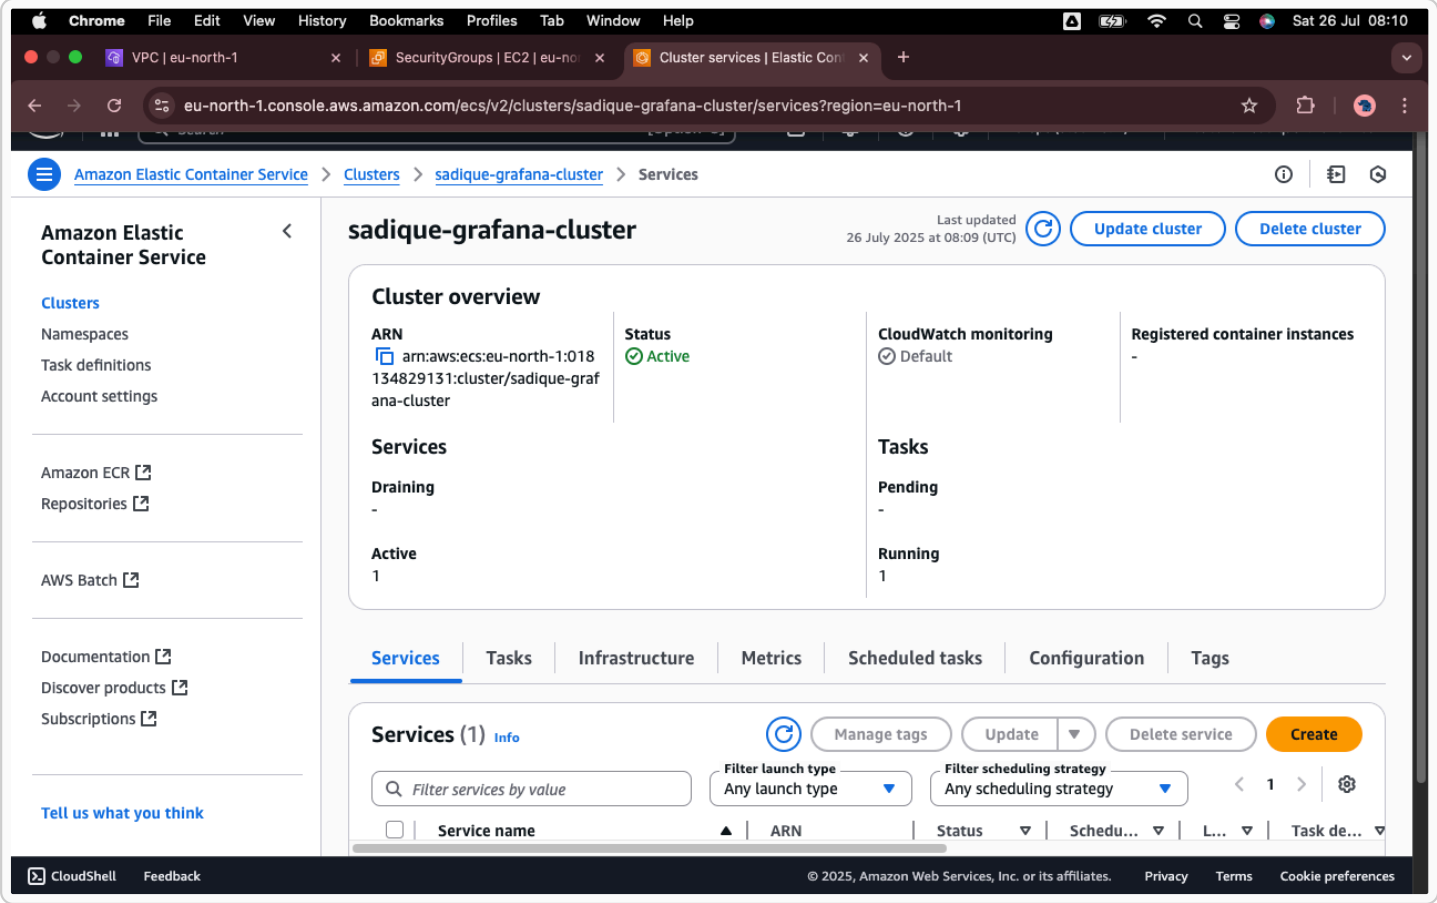 Chrome File Edit View History Bookmarks Profiles Tab Window Help Sat 26 Jul 08:10
VPC | eu-north-1 SecurityGroups | EC2 | eu-no Cluster services | Elastic Con
eu-north-1.console.aws.amazon.com/ecs/v2/clusters/sadique-grafana-cluster/services?region=eu-north-1
Amazon Elastic Container Service Clusters sadique-grafana-cluster Services
Amazon Elastic
Container Service
Clusters
Namespaces
Task definitions
Account settings
Amazon ECR
Repositories
AWS Batch
Documentation
Discover products
Subscriptions
Tell us what you think
sadique-grafana-cluster
Last updated
26 July 2025 at 08:09 (UTC)
Update cluster Delete cluster
Cluster overview
ARN
arn:aws:ecs:eu-north-1:018
134829131:cluster/sadique-graf
ana-cluster
Status
Active
CloudWatch monitoring
Default
Registered container instances
-
Services
Draining
-
Active
1
Tasks
Pending
-
Running
1
Services Tasks Infrastructure Metrics Scheduled tasks Configuration Tags
Services (1) Info Manage tags Update Delete service Create
Filter services by value
Filter launch type
Any launch type
Filter scheduling strategy
Any scheduling strategy
1
Service name ARN Status Schedu... L... Task de...
CloudShell Feedback © 2025, Amazon Web Services, Inc. or its affiliates. Privacy Terms Cookie preferences